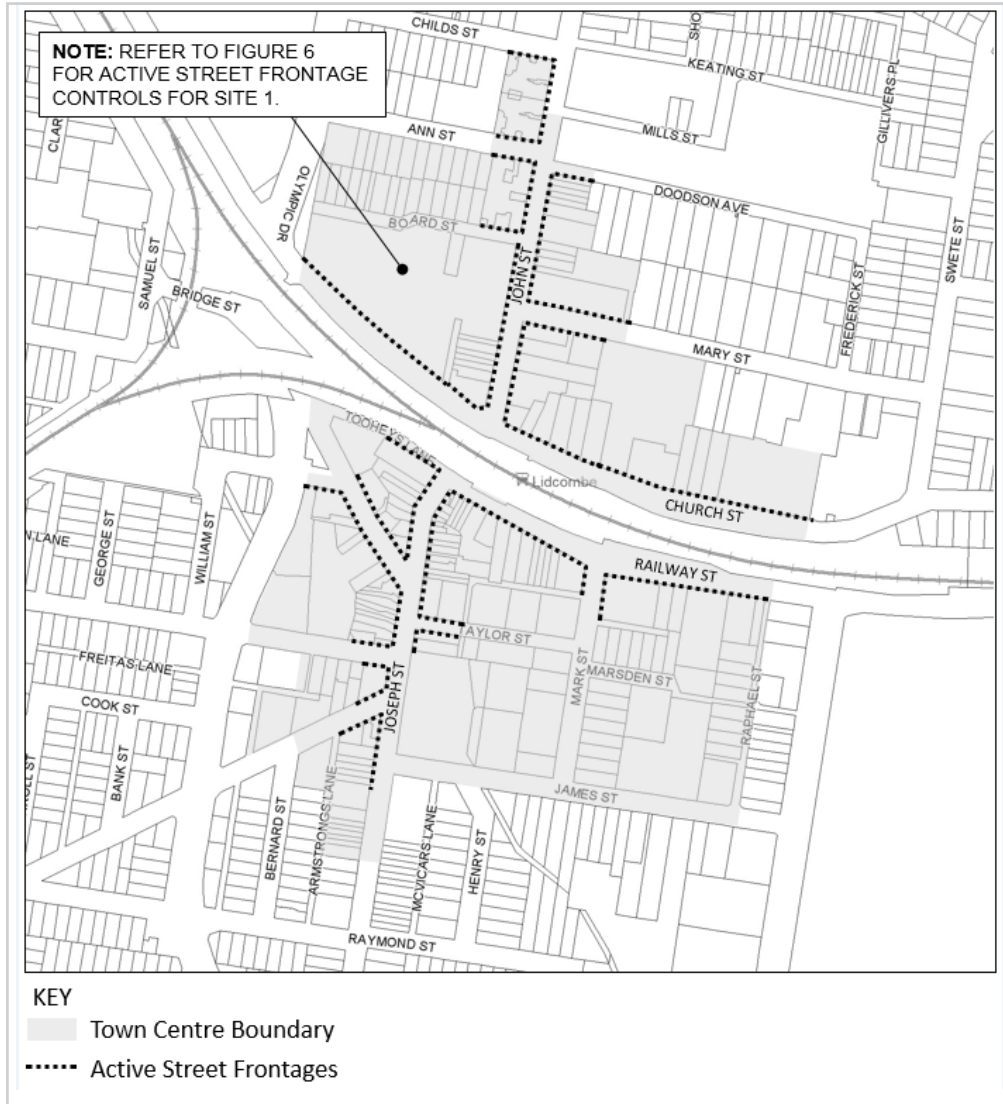 NOTE: REFER TO FIGURE 6
FOR ACTIVE STREET FRONTAGE
CONTROLS FOR SITE 1.
CHILDS ST
SHO
KEATING ST
GILLIVERS PL
CLAR
ANN ST
MILLS ST
OLYMPIC DR
DOODSON AVE
BOARD ST
SAMUEL ST
JOHN ST
SWETE ST
BRIDGE ST
FREDERICK ST
MARY ST
TOOHEYS LANE
Lidcombe
CHURCH ST
N LANE
GEORGE ST
WILLIAM ST
RAILWAY ST
AYLOR ST
FREITAS LANE
MARK ST
MARSDEN ST
JOSEPH ST
RAPHAEL ST
COOK ST
BANK ST
JAMES ST
BERNARD ST
ARMSTRONGS LANE
MCVICARS LANE
HENRY ST
RAYMOND ST
KEY
Town Centre Boundary
Active Street Frontages